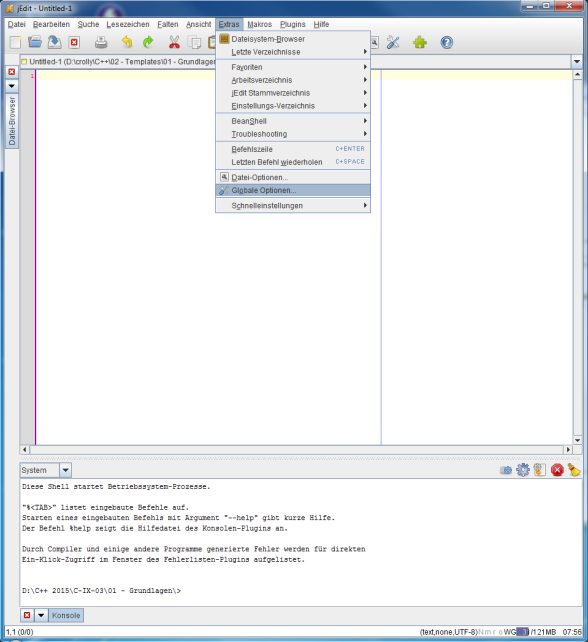 jEdit - Untitled-1
Datei Bearbeiten Suche Lesezeichen Falten Ansicht Extras Makros Plugins Hilfe
Untitled-1 (D:\crolly\C++\02 - Templates\01 - Grundlagen
Dateisystem-Browser
Letzte Verzeichnisse
Favoriten
Arbeitsverzeichnis
jEdit Stammverzeichnis
Einstellungs-Verzeichnis
BeanShell
Troubleshooting
Befehlszeile C+ENTER
Letzten Befehl wiederholen C+SPACE
Datei-Optionen...
Globale Optionen...
Schnelleinstellungen
Datei-Browser
1
System
Diese Shell startet Betriebssystem-Prozesse.
"%<TAB>" listet eingebaute Befehle auf.
Starten eines eingebauten Befehls mit Argument "--help" gibt kurze Hilfe.
Der Befehl %help zeigt die Hilfedatei des Konsolen-Plugins an.
Durch Compiler und einige andere Programme generierte Fehler werden für direkten
Ein-Klick-Zugriff im Fenster des Fehlerlisten-Plugins aufgelistet.
D:\C++ 2015\C-IX-03\01 - Grundlagen\>
Konsole
1,1 (0/0) (text,none,UTF-8) N m r o WG /121MB 07:56